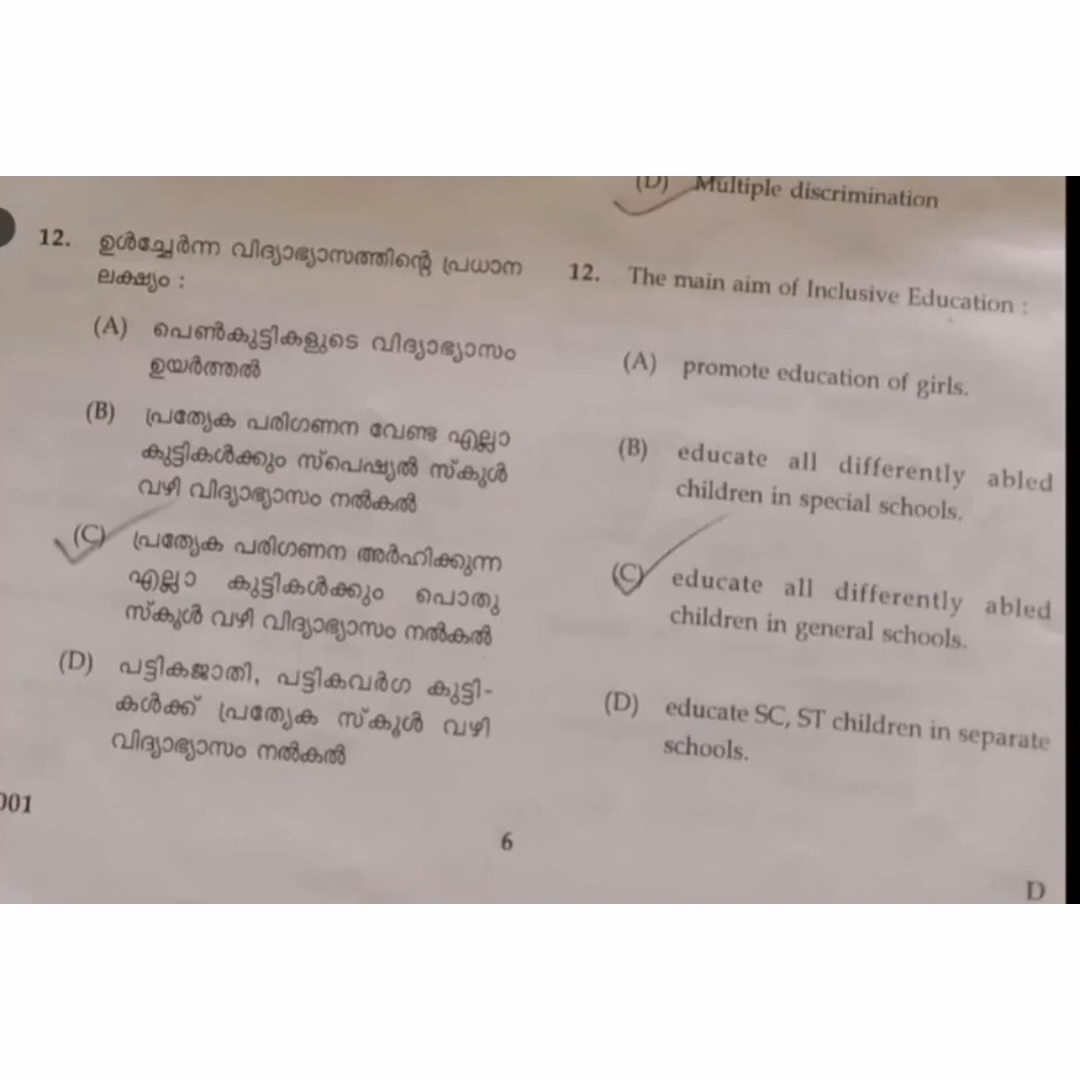 (D) Multiple discrimination
12. ഉൾച്ചേർന്ന വിദ്യാഭ്യാസത്തിന്റെ പ്രധാന
ലക്ഷ്യം :
(A) പെൺകുട്ടികളുടെ വിദ്യാഭ്യാസം
ഉയർത്തൽ
(B) പ്രത്യേക പരിഗണന വേണ്ട എല്ലാ
കുട്ടികൾക്കും സ്പെഷ്യൽ സ്കൂൾ
വഴി വിദ്യാഭ്യാസം നൽകൽ
(C) പ്രത്യേക പരിഗണന അർഹിക്കുന്ന
എല്ലാ കുട്ടികൾക്കും പൊതു
സ്കൂൾ വഴി വിദ്യാഭ്യാസം നൽകൽ
(D) പട്ടികജാതി, പട്ടികവർഗ കുട്ടി-
കൾക്ക് പ്രത്യേക സ്കൂൾ വഴി
വിദ്യാഭ്യാസം നൽകൽ
12. The main aim of Inclusive Education :
(A) promote education of girls.
(B) educate all differently abled
children in special schools.
(C) educate all differently abled
children in general schools.
(D) educate SC, ST children in separate
schools.
001
6
D